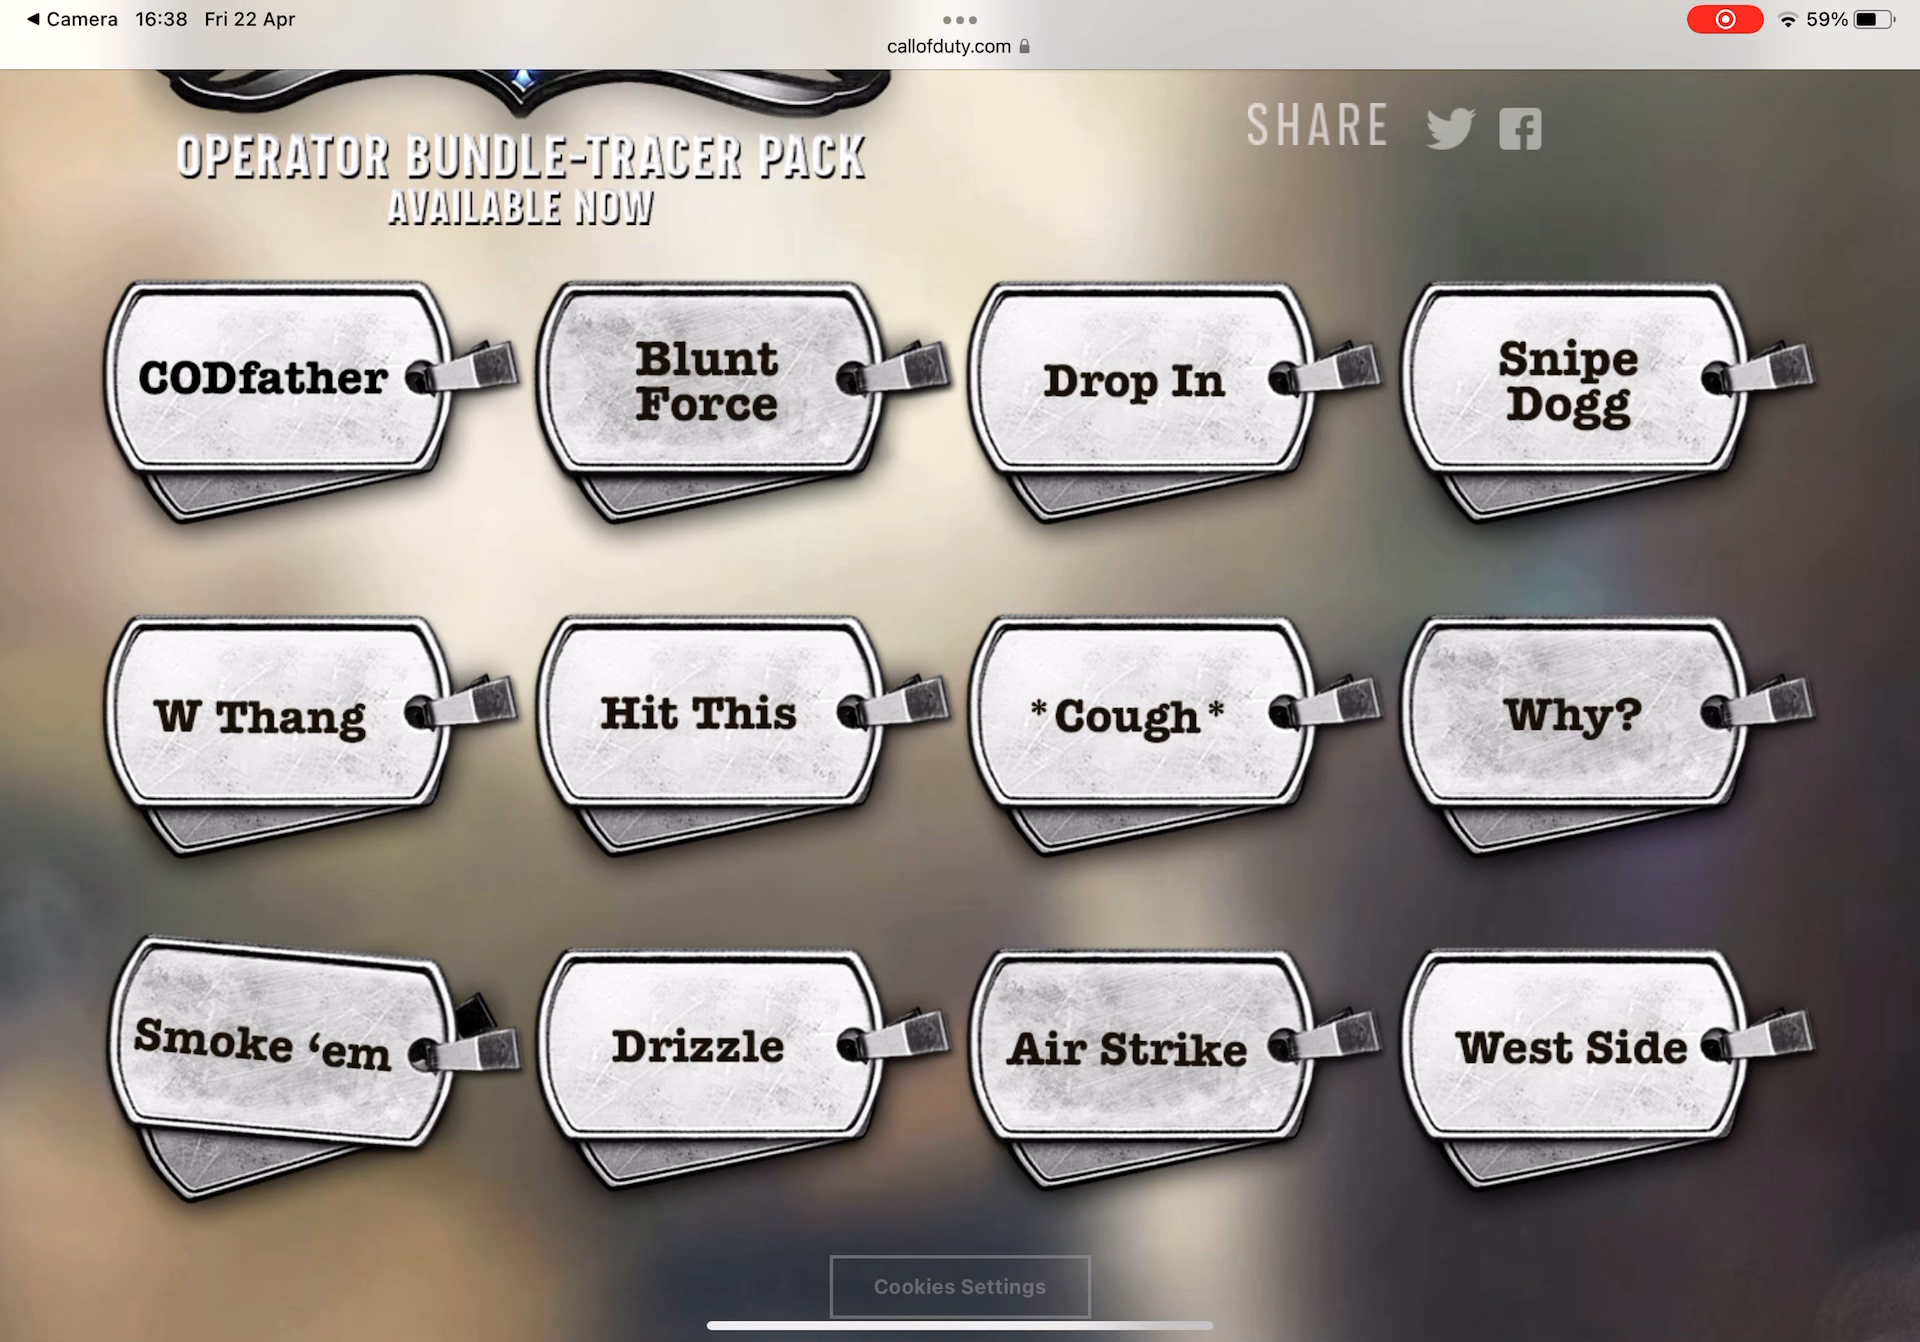 Camera 16:38 Fri 22 Apr
59%
callofduty.com
OPERATOR BUNDLE-TRACER PACK
AVAILABLE NOW
SHARE
CODfather
Blunt
Force
Drop In
Snipe
Dogg
W Thang
Hit This
*Cough*
Why?
Smoke ‘em
Drizzle
Air Strike
West Side
Cookies Settings